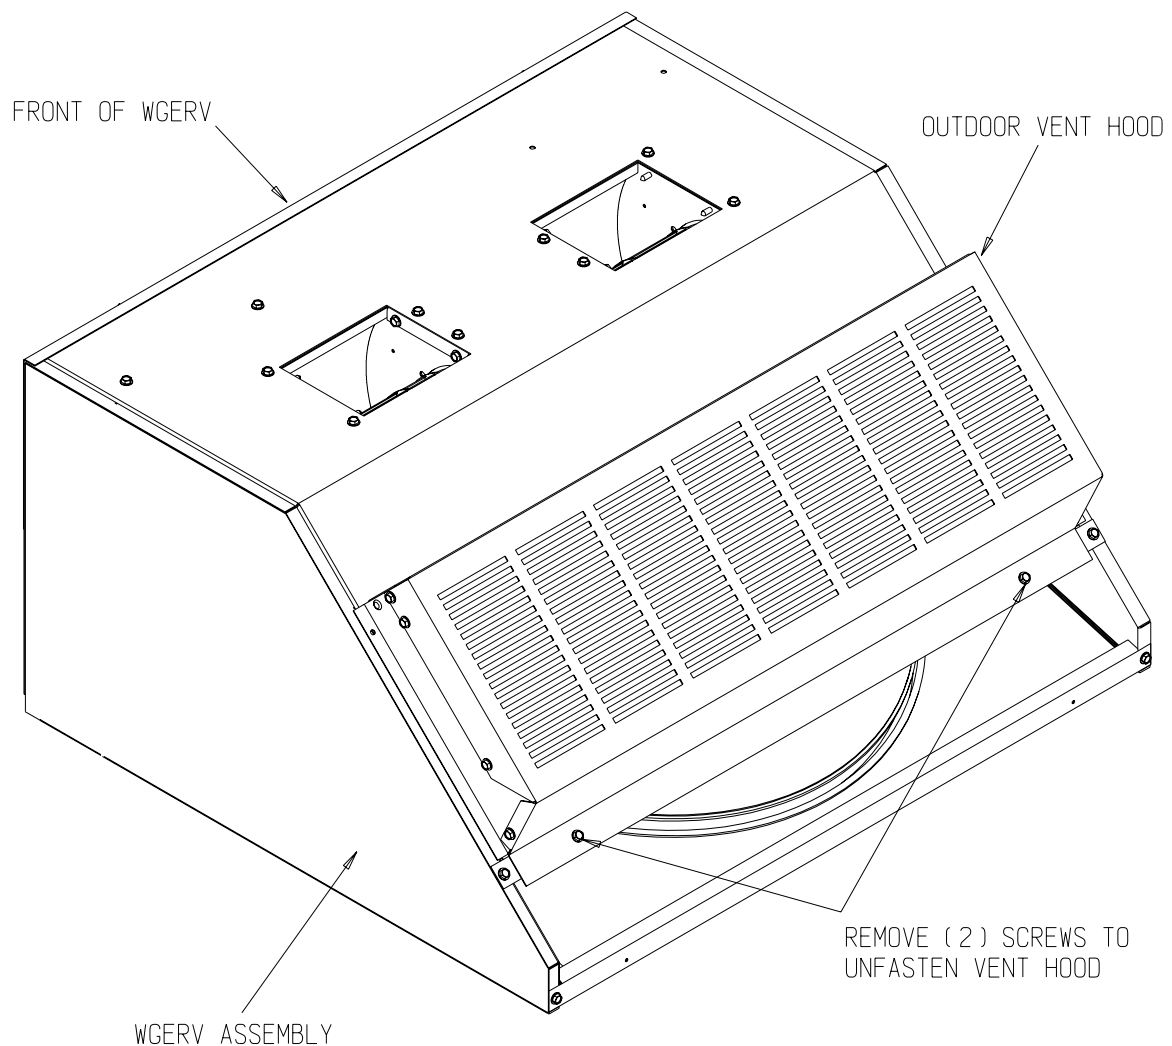 FRONT OF WGERV
OUTDOOR VENT HOOD
REMOVE (2) SCREWS TO
UNFASTEN VENT HOOD
WGERV ASSEMBLY